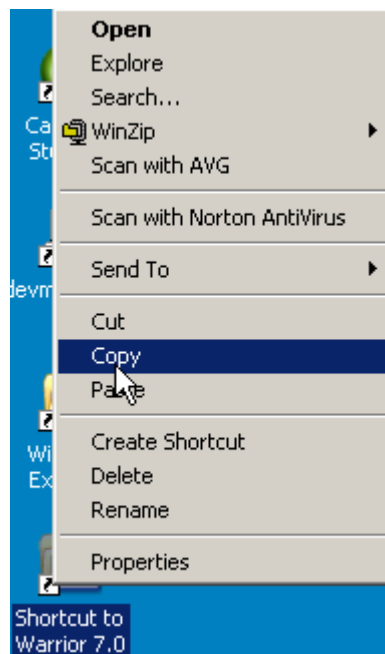 Open
Explore
Search...
WinZip
Scan with AVG
Scan with Norton AntiVirus
Send To
Cut
Copy
Paste
Create Shortcut
Delete
Rename
Properties
Shortcut to
Warrior 7.0